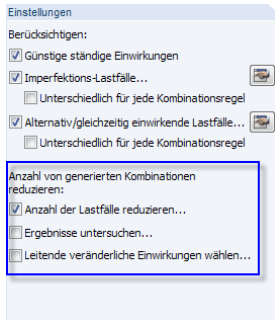 Einstellungen
Berücksichtigen:
Günstige ständige Einwirkungen
Imperfektions-Lastfälle...
Unterschiedlich für jede Kombinationsregel
Alternativ/gleichzeitig einwirkende Lastfälle...
Unterschiedlich für jede Kombinationsregel
Anzahl von generierten Kombinationen
reduzieren:
Anzahl der Lastfälle reduzieren...
Ergebnisse untersuchen...
Leitende veränderliche Einwirkungen wählen...